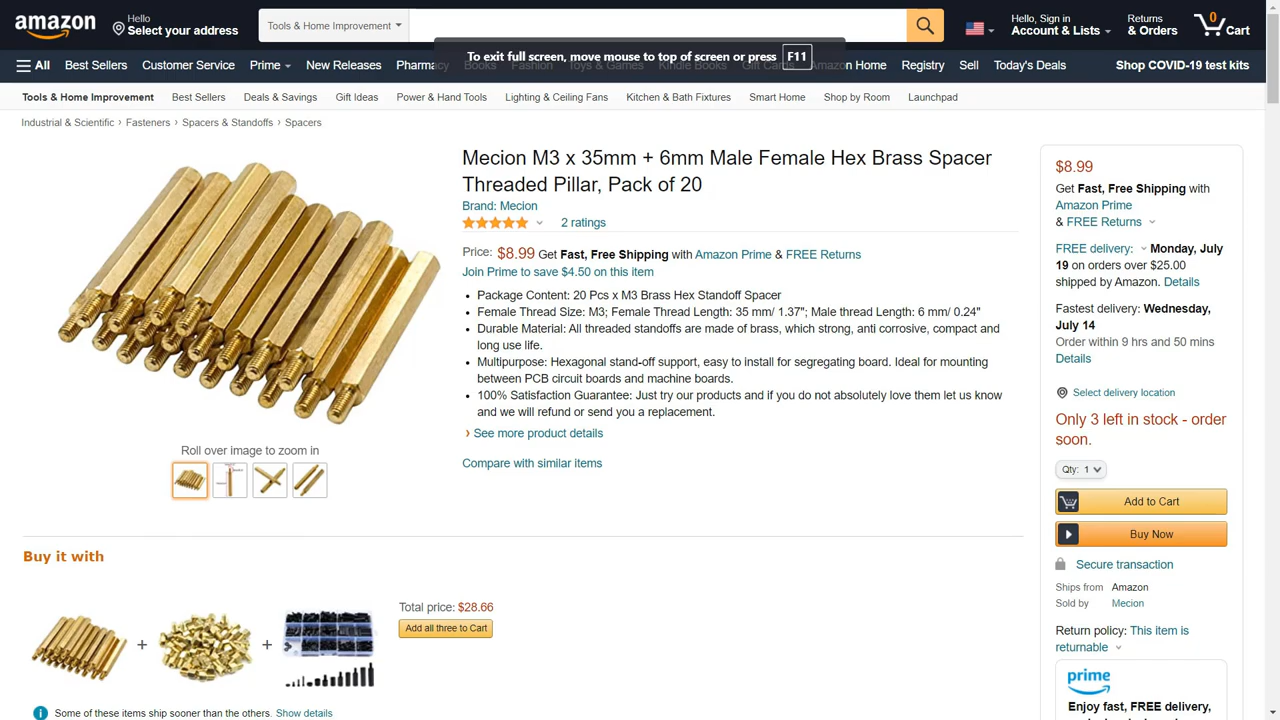 amazon
Hello
Select your address
Tools & Home Improvement
Hello, Sign in
Account & Lists
Returns
& Orders
0
Cart
To exit full screen, move mouse to top of screen or press F11
All
Best Sellers
Customer Service
Prime
New Releases
Pharmacy
Books
Fashion
Toys & Games
Kindle Books
Gift Cards
Amazon Home
Registry
Sell
Today's Deals
Shop COVID-19 test kits
Tools & Home Improvement
Best Sellers
Deals & Savings
Gift Ideas
Power & Hand Tools
Lighting & Ceiling Fans
Kitchen & Bath Fixtures
Smart Home
Shop by Room
Launchpad
Industrial & Scientific › Fasteners › Spacers & Standoffs › Spacers
Mecion M3 x 35mm + 6mm Male Female Hex Brass Spacer
Threaded Pillar, Pack of 20
Brand: Mecion
2 ratings
Price: $8.99 Get Fast, Free Shipping with Amazon Prime & FREE Returns
Join Prime to save $4.50 on this item
• Package Content: 20 Pcs x M3 Brass Hex Standoff Spacer
• Female Thread Size: M3; Female Thread Length: 35 mm/ 1.37"; Male thread Length: 6 mm/ 0.24"
• Durable Material: All threaded standoffs are made of brass, which strong, anti corrosive, compact and
long use life.
• Multipurpose: Hexagonal stand-off support, easy to install for segregating board. Ideal for mounting
between PCB circuit boards and machine boards.
• 100% Satisfaction Guarantee: Just try our products and if you do not absolutely love them let us know
and we will refund or send you a replacement.
› See more product details
Compare with similar items
Roll over image to zoom in
$8.99
Get Fast, Free Shipping with
Amazon Prime
& FREE Returns
FREE delivery: Monday, July
19 on orders over $25.00
shipped by Amazon. Details
Fastest delivery: Wednesday,
July 14
Order within 9 hrs and 50 mins
Details
Select delivery location
Only 3 left in stock - order
soon.
Qty: 1
Add to Cart
Buy Now
Secure transaction
Ships from Amazon
Sold by Mecion
Return policy: This item is
returnable
prime
Enjoy fast, FREE delivery,
Buy it with
+
+
Total price: $28.66
Add all three to Cart
Some of these items ship sooner than the others. Show details